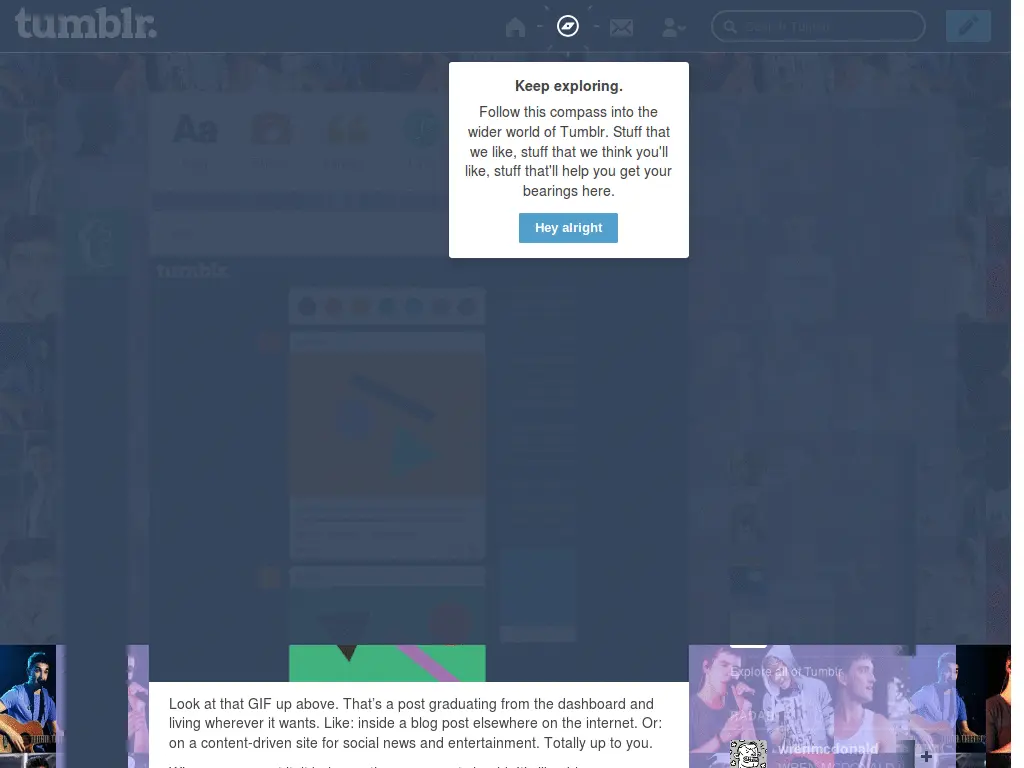 tumblr.
Search Tumblr
Keep exploring.
Follow this compass into the
wider world of Tumblr. Stuff that
we like, stuff that we think you'll
like, stuff that'll help you get your
bearings here.
Hey alright
Aa
tumblr.
Look at that GIF up above. That’s a post graduating from the dashboard and
living wherever it wants. Like: inside a blog post elsewhere on the internet. Or:
on a content-driven site for social news and entertainment. Totally up to you.
Explore all of Tumblr
RADAR
wrenmcdonald
WREN MCDONALD